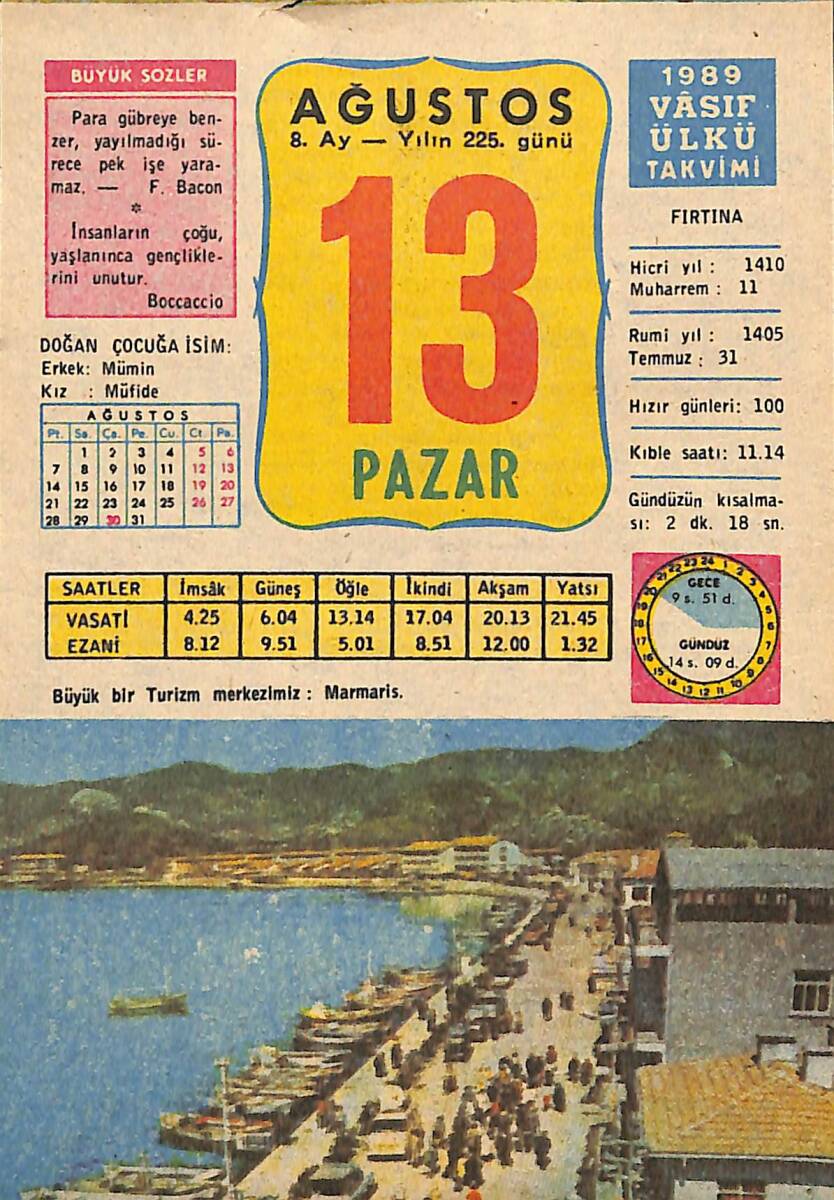 BÜYÜK SOZLER
Para gübreye ben-
zer, yayılmadığı sü-
rece pek işe yara-
maz. — F. Bacon
*
İnsanların çoğu,
yaşlanınca gençlikle-
rini unutur.
Boccaccio
DOĞAN ÇOCUĞA İSİM:
Erkek: Mümin
Kız : Müfide
AĞUSTOS
Pt. Sa. Ça. Pe. Cu. Ct. Pa.
1 2 3 4 5 6
7 8 9 10 11 12 13
14 15 16 17 18 19 20
21 22 23 24 25 26 27
28 29 30 31
AĞUSTOS
8. Ay — Yılın 225. günü
13
PAZAR
1989
VÂSIF
ÜLKÜ
TAKVİMİ
FIRTINA
Hicri yıl : 1410
Muharrem : 11
Rumî yıl : 1405
Temmuz : 31
Hızır günleri: 100
Kıble saati: 11.14
Gündüzün kısalma-
sı: 2 dk. 18 sn.
SAATLER İmsâk Güneş Öğle İkindi Akşam Yatsı
VASATİ 4.25 6.04 13.14 17.04 20.13 21.45
EZANİ 8.12 9.51 5.01 8.51 12.00 1.32
GECE
9 s. 51 d.
GÜNDÜZ
14 s. 09 d.
Büyük bir Turizm merkezimiz : Marmaris.